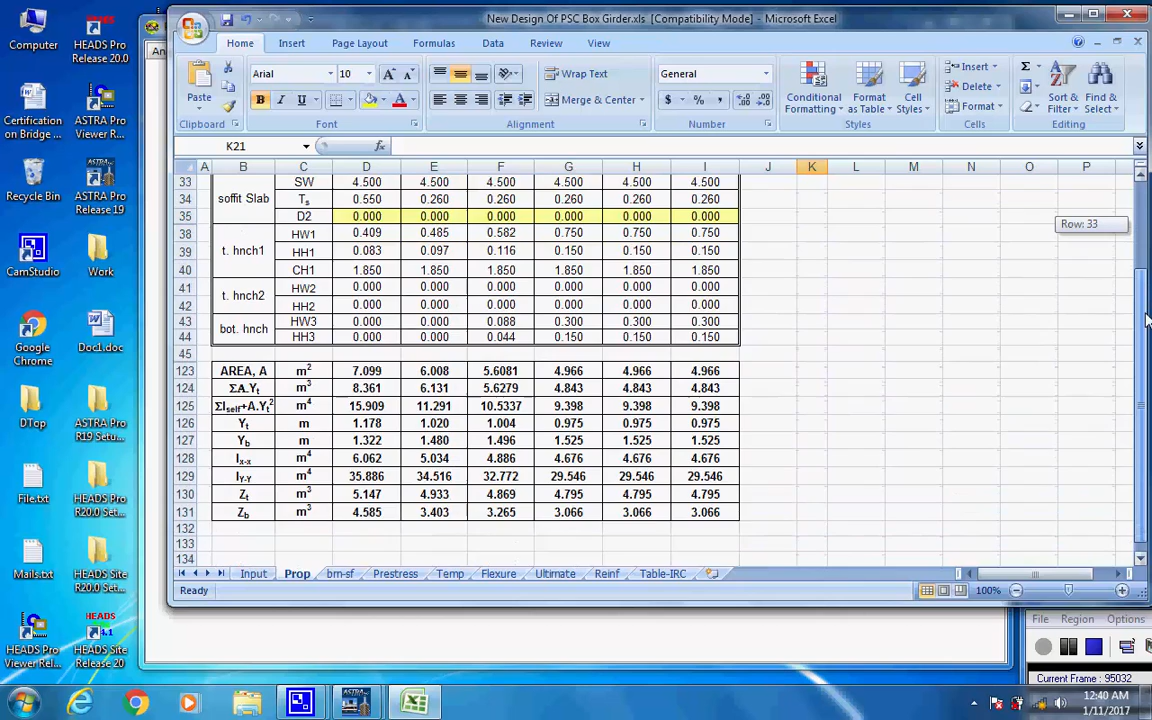 New Design Of PSC Box Girder.xls [Compatibility Mode] - Microsoft Excel
Home Insert Page Layout Formulas Data Review View
Paste
Clipboard
Arial 10
Font
Wrap Text
Merge & Center
Alignment
General
Number
Conditional Formatting
Format as Table
Cell Styles
Styles
Insert
Delete
Format
Cells
Sort & Filter
Find & Select
Editing
K21
A B C D E F G H I J K L M N O P
33 SW 4.500 4.500 4.500 4.500 4.500 4.500
34 soffit Slab Ts 0.550 0.260 0.260 0.260 0.260 0.260
35 D2 0.000 0.000 0.000 0.000 0.000 0.000
38 HW1 0.409 0.485 0.582 0.750 0.750 0.750
39 t. hnch1 HH1 0.083 0.097 0.116 0.150 0.150 0.150
40 CH1 1.850 1.850 1.850 1.850 1.850 1.850
41 t. hnch2 HW2 0.000 0.000 0.000 0.000 0.000 0.000
42 HH2 0.000 0.000 0.000 0.000 0.000 0.000
43 bot. hnch HW3 0.000 0.000 0.088 0.300 0.300 0.300
44 HH3 0.000 0.000 0.044 0.150 0.150 0.150
45
123 AREA, A m² 7.099 6.008 5.6081 4.966 4.966 4.966
124 ΣA.Yt m³ 8.361 6.131 5.6279 4.843 4.843 4.843
125 ΣIself+A.Yt² m⁴ 15.909 11.291 10.5337 9.398 9.398 9.398
126 Yt m 1.178 1.020 1.004 0.975 0.975 0.975
127 Yb m 1.322 1.480 1.496 1.525 1.525 1.525
128 Ix-x m⁴ 6.062 5.034 4.886 4.676 4.676 4.676
129 IY-Y m⁴ 35.886 34.516 32.772 29.546 29.546 29.546
130 Zt m³ 5.147 4.933 4.869 4.795 4.795 4.795
131 Zb m³ 4.585 3.403 3.265 3.066 3.066 3.066
132
133
134
Row: 33
Input Prop brn-sf Prestress Temp Flexure Ultimate Reinf Table-IRC
Ready
100%
Computer
HEADS Pro Release 20.0
Certification on Bridge ...
ASTRA Pro Viewer R...
Recycle Bin
ASTRA Pro Release 19
CamStudio
Work
Google Chrome
Doc1.doc
DTop
ASTRA Pro R19 Setu...
File.txt
HEADS Pro R20.0 Set...
Mails.txt
HEADS Site R20.0 Set...
HEADS Pro Viewer Rel...
HEADS Site Release 20
An
File Region Options
Current Frame : 95032
12:40 AM
1/11/2017